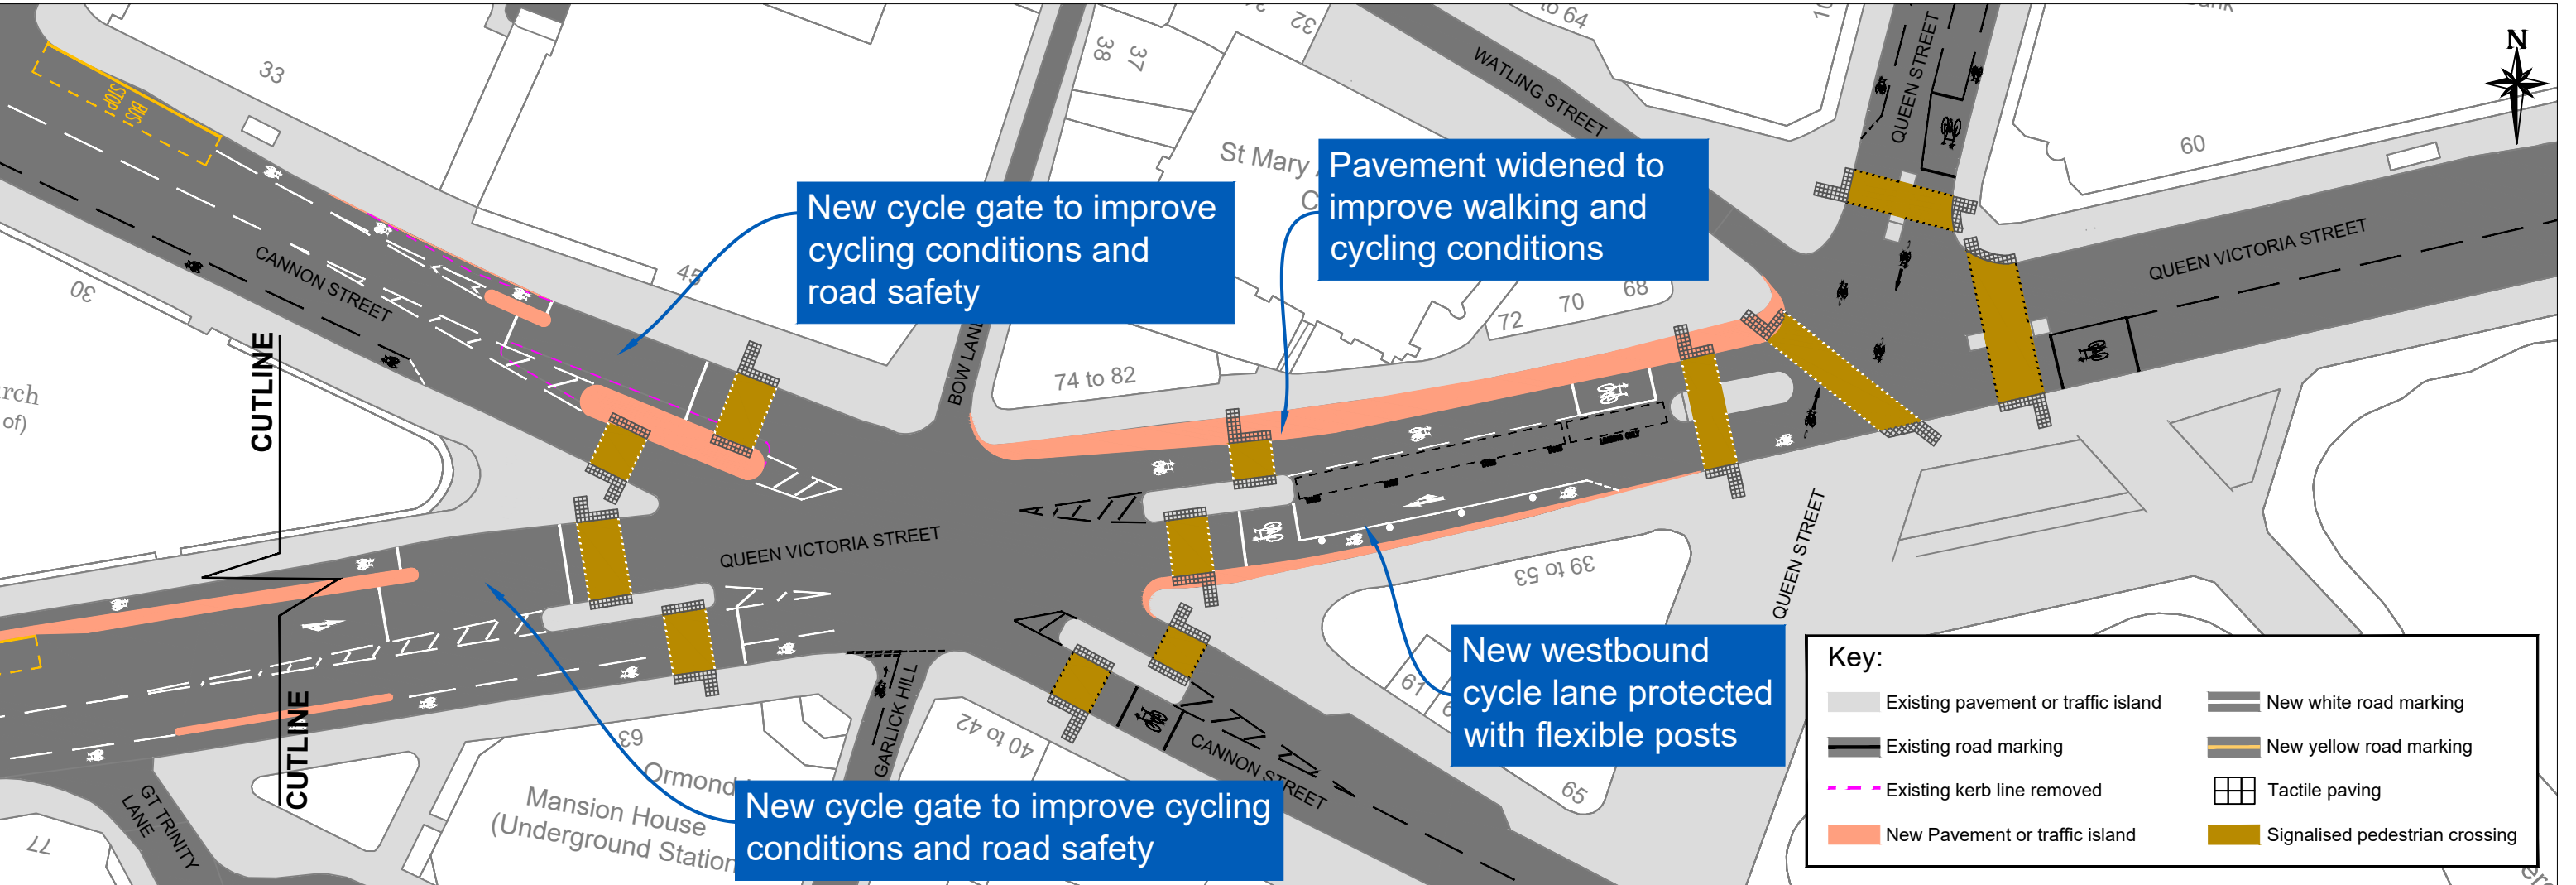 33
BUS
STOP
38
37
32
to 64
WATLING STREET
QUEEN STREET
60
N
St Mary
New cycle gate to improve
cycling conditions and
road safety
Pavement widened to
improve walking and
cycling conditions
QUEEN VICTORIA STREET
CANNON STREET
30
45
BOW LANE
72
70
68
74 to 82
CUTLINE
of)
QUEEN VICTORIA STREET
39 to 53
QUEEN STREET
New westbound
cycle lane protected
with flexible posts
61
65
CUTLINE
63
GARLICK HILL
40 to 42
CANNON STREET
Mansion House
(Underground Station
New cycle gate to improve cycling
conditions and road safety
GT TRINITY
LANE
77
Key:
Existing pavement or traffic island
New white road marking
Existing road marking
New yellow road marking
Existing kerb line removed
Tactile paving
New Pavement or traffic island
Signalised pedestrian crossing